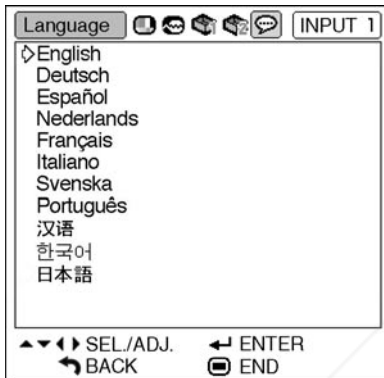 Language INPUT 1
English
Deutsch
Español
Nederlands
Français
Italiano
Svenska
Português
汉语
한국어
日本語
SEL./ADJ. ENTER
BACK END